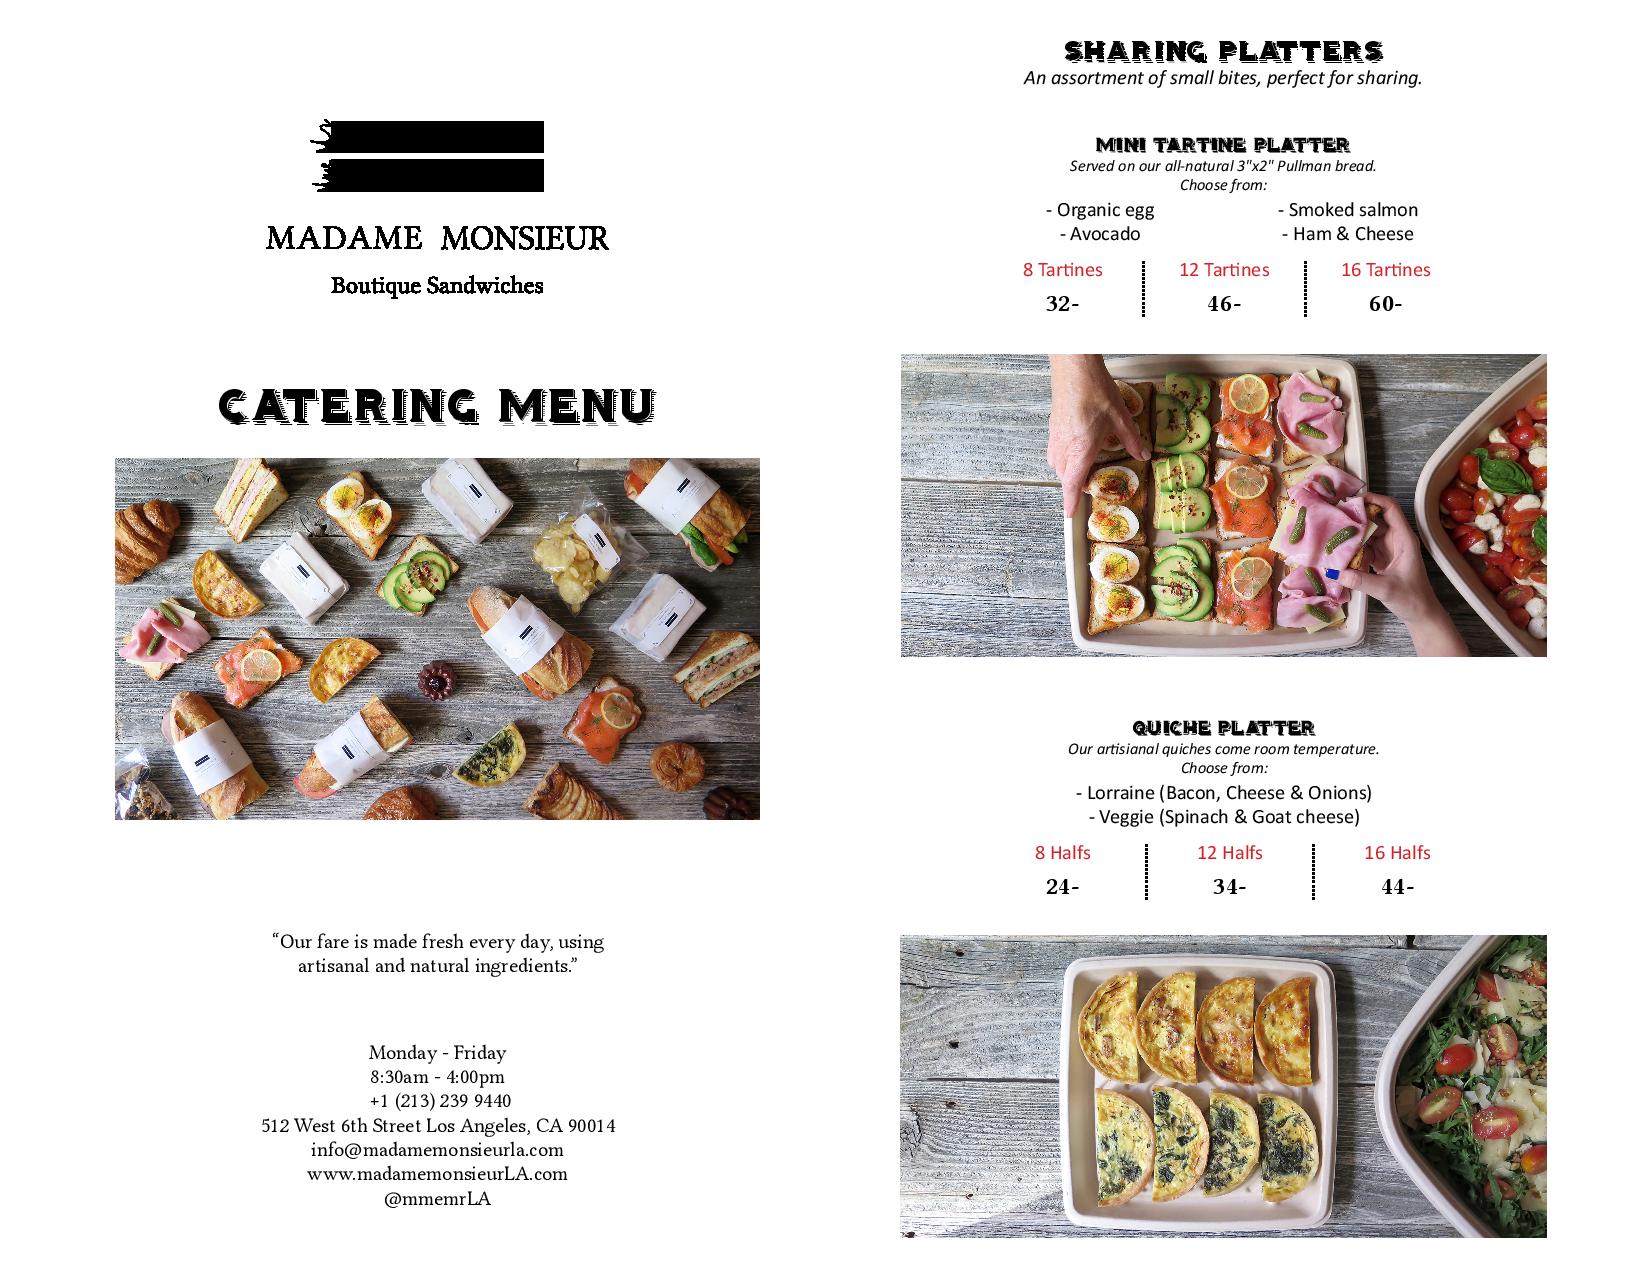 MADAME MONSIEUR
Boutique Sandwiches
CATERING MENU
“Our fare is made fresh every day, using
artisanal and natural ingredients.”
Monday - Friday
8:30am - 4:00pm
+1 (213) 239 9440
512 West 6th Street Los Angeles, CA 90014
info@madamemonsieurla.com
www.madamemonsieurLA.com
@mmemrLA
SHARING PLATTERS
An assortment of small bites, perfect for sharing.
MINI TARTINE PLATTER
Served on our all-natural 3"x2" Pullman bread.
Choose from:
- Organic egg - Smoked salmon
- Avocado - Ham & Cheese
8 Tartines 12 Tartines 16 Tartines
32- 46- 60-
QUICHE PLATTER
Our artisianal quiches come room temperature.
Choose from:
- Lorraine (Bacon, Cheese & Onions)
- Veggie (Spinach & Goat cheese)
8 Halfs 12 Halfs 16 Halfs
24- 34- 44-